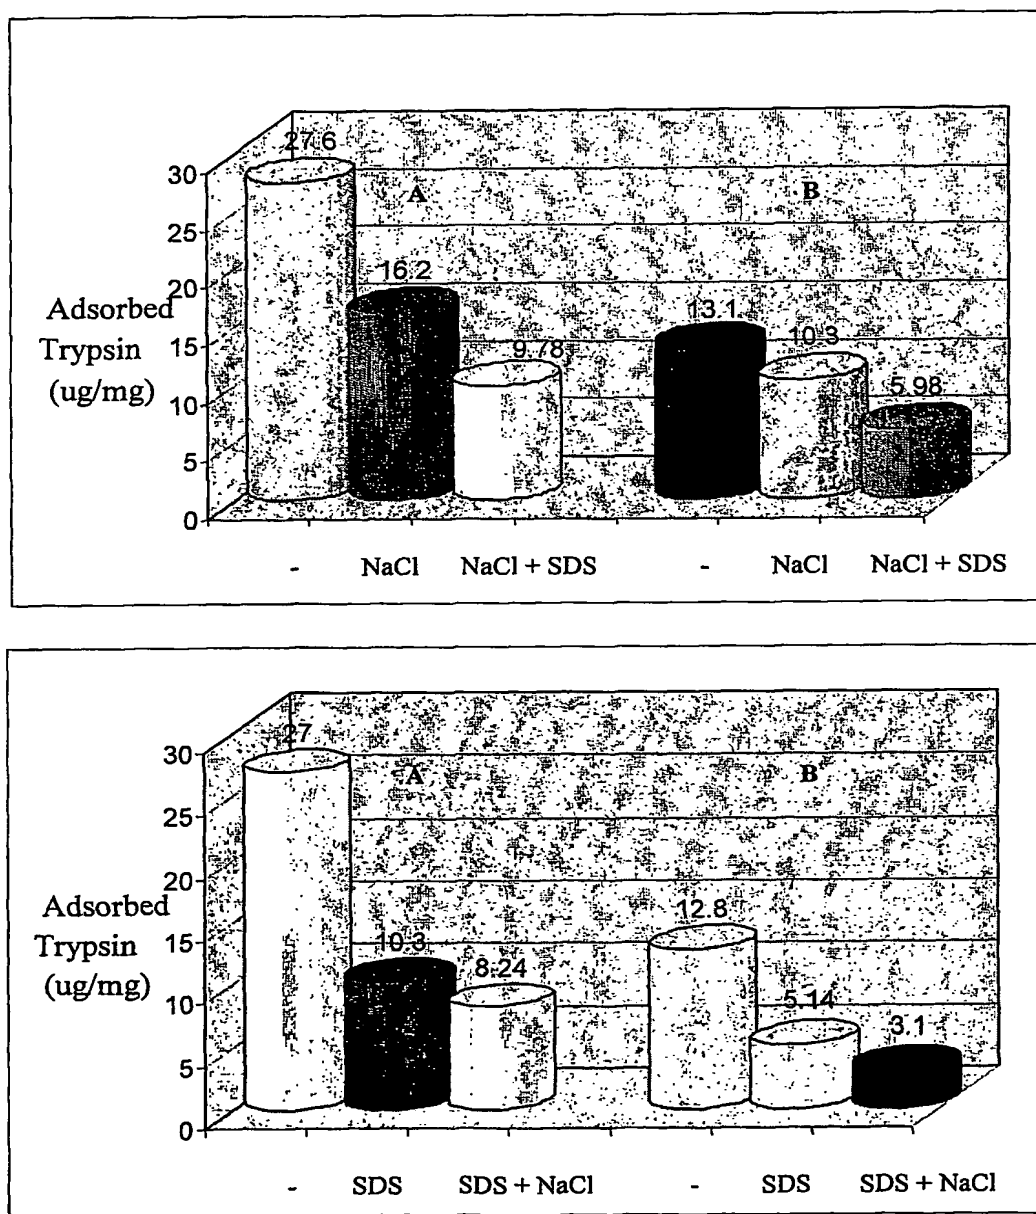 27.6
30
A
B
25
16.2
20
Adsorbed
13.1
Trypsin
15
9.78
10.3
(ug/mg)
10
5.98
5
0
- NaCl NaCl + SDS - NaCl NaCl + SDS
27
30
A
B
25
20
Adsorbed
12.8
Trypsin
15
10.3
8.24
(ug/mg)
10
5.14
3.1
5
0
- SDS SDS + NaCl - SDS SDS + NaCl